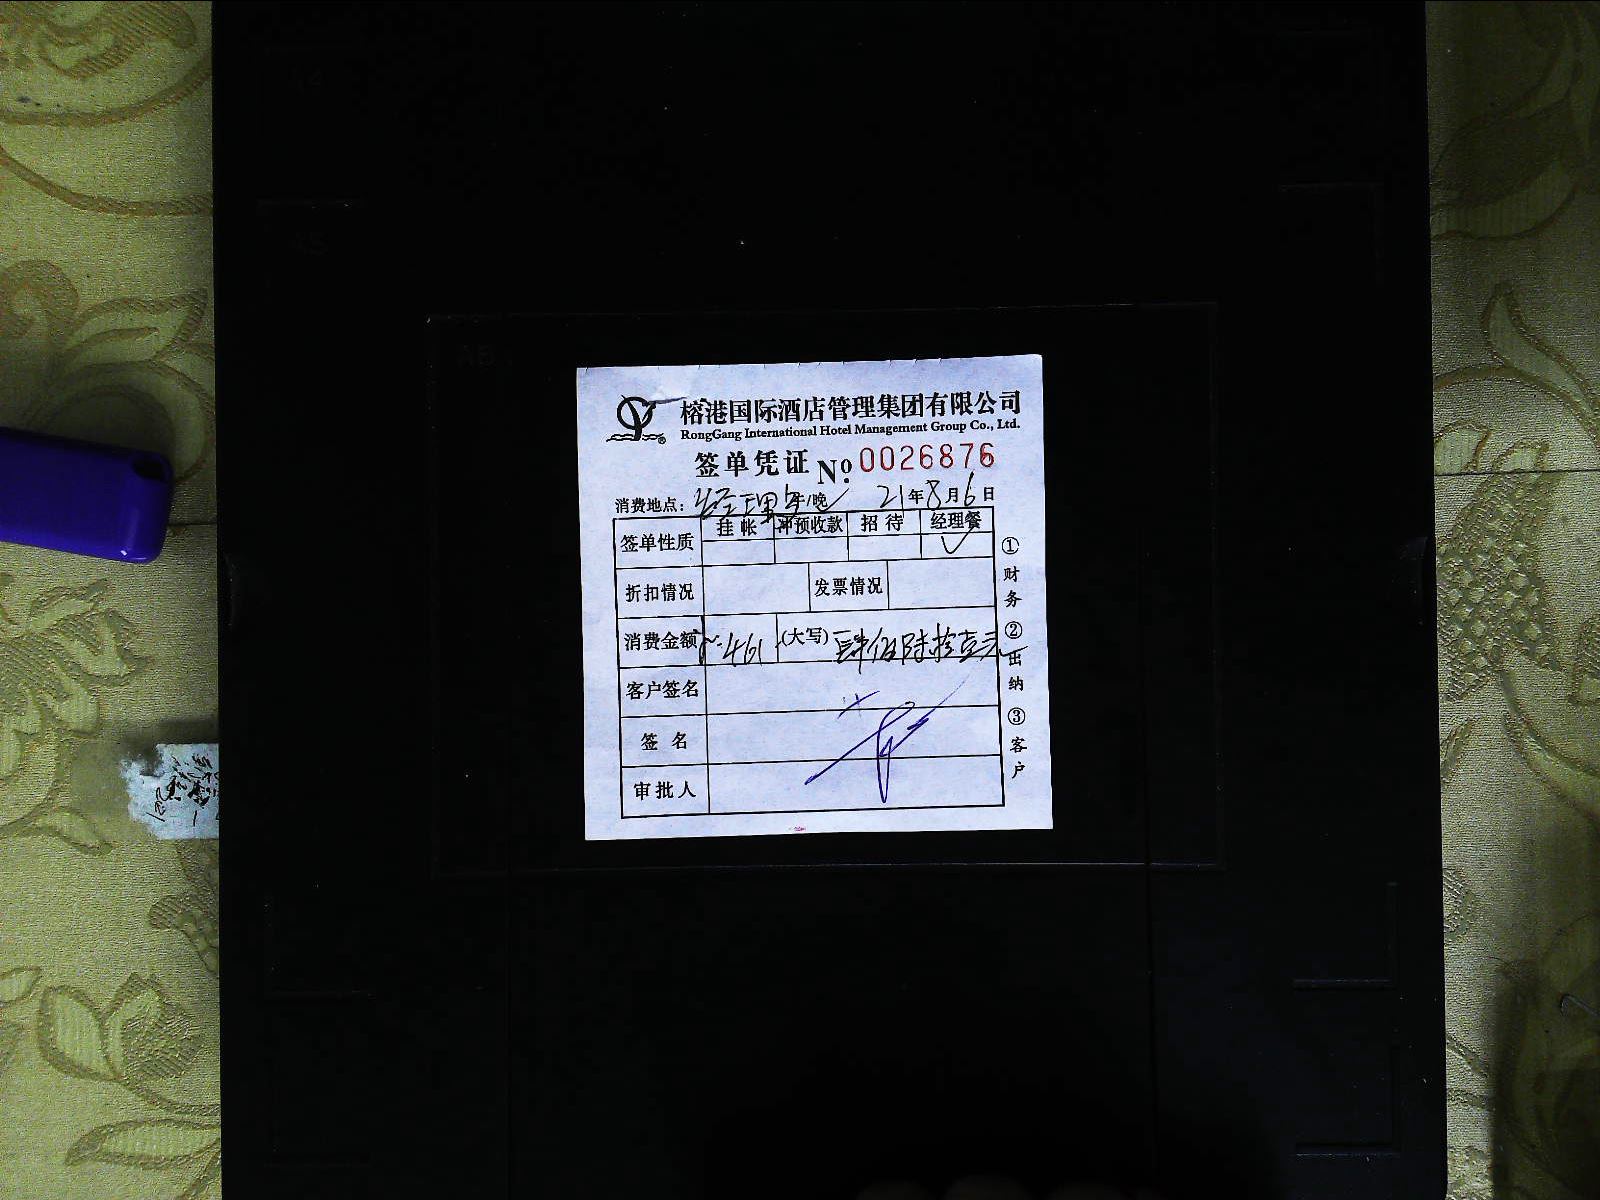 榕港国际酒店管理集团有限公司
RongGang International Hotel Management Group Co., Ltd.
签单凭证 №: 0026876
消费地点: 经理 午/晚 21年8月6日
签单性质 挂帐 冲预收款 招待 经理餐 ✓
折扣情况 发票情况
消费金额 461 (大写) 肆佰陆拾壹元
客户签名
签名
审批人
①财务 ②出纳 ③客户